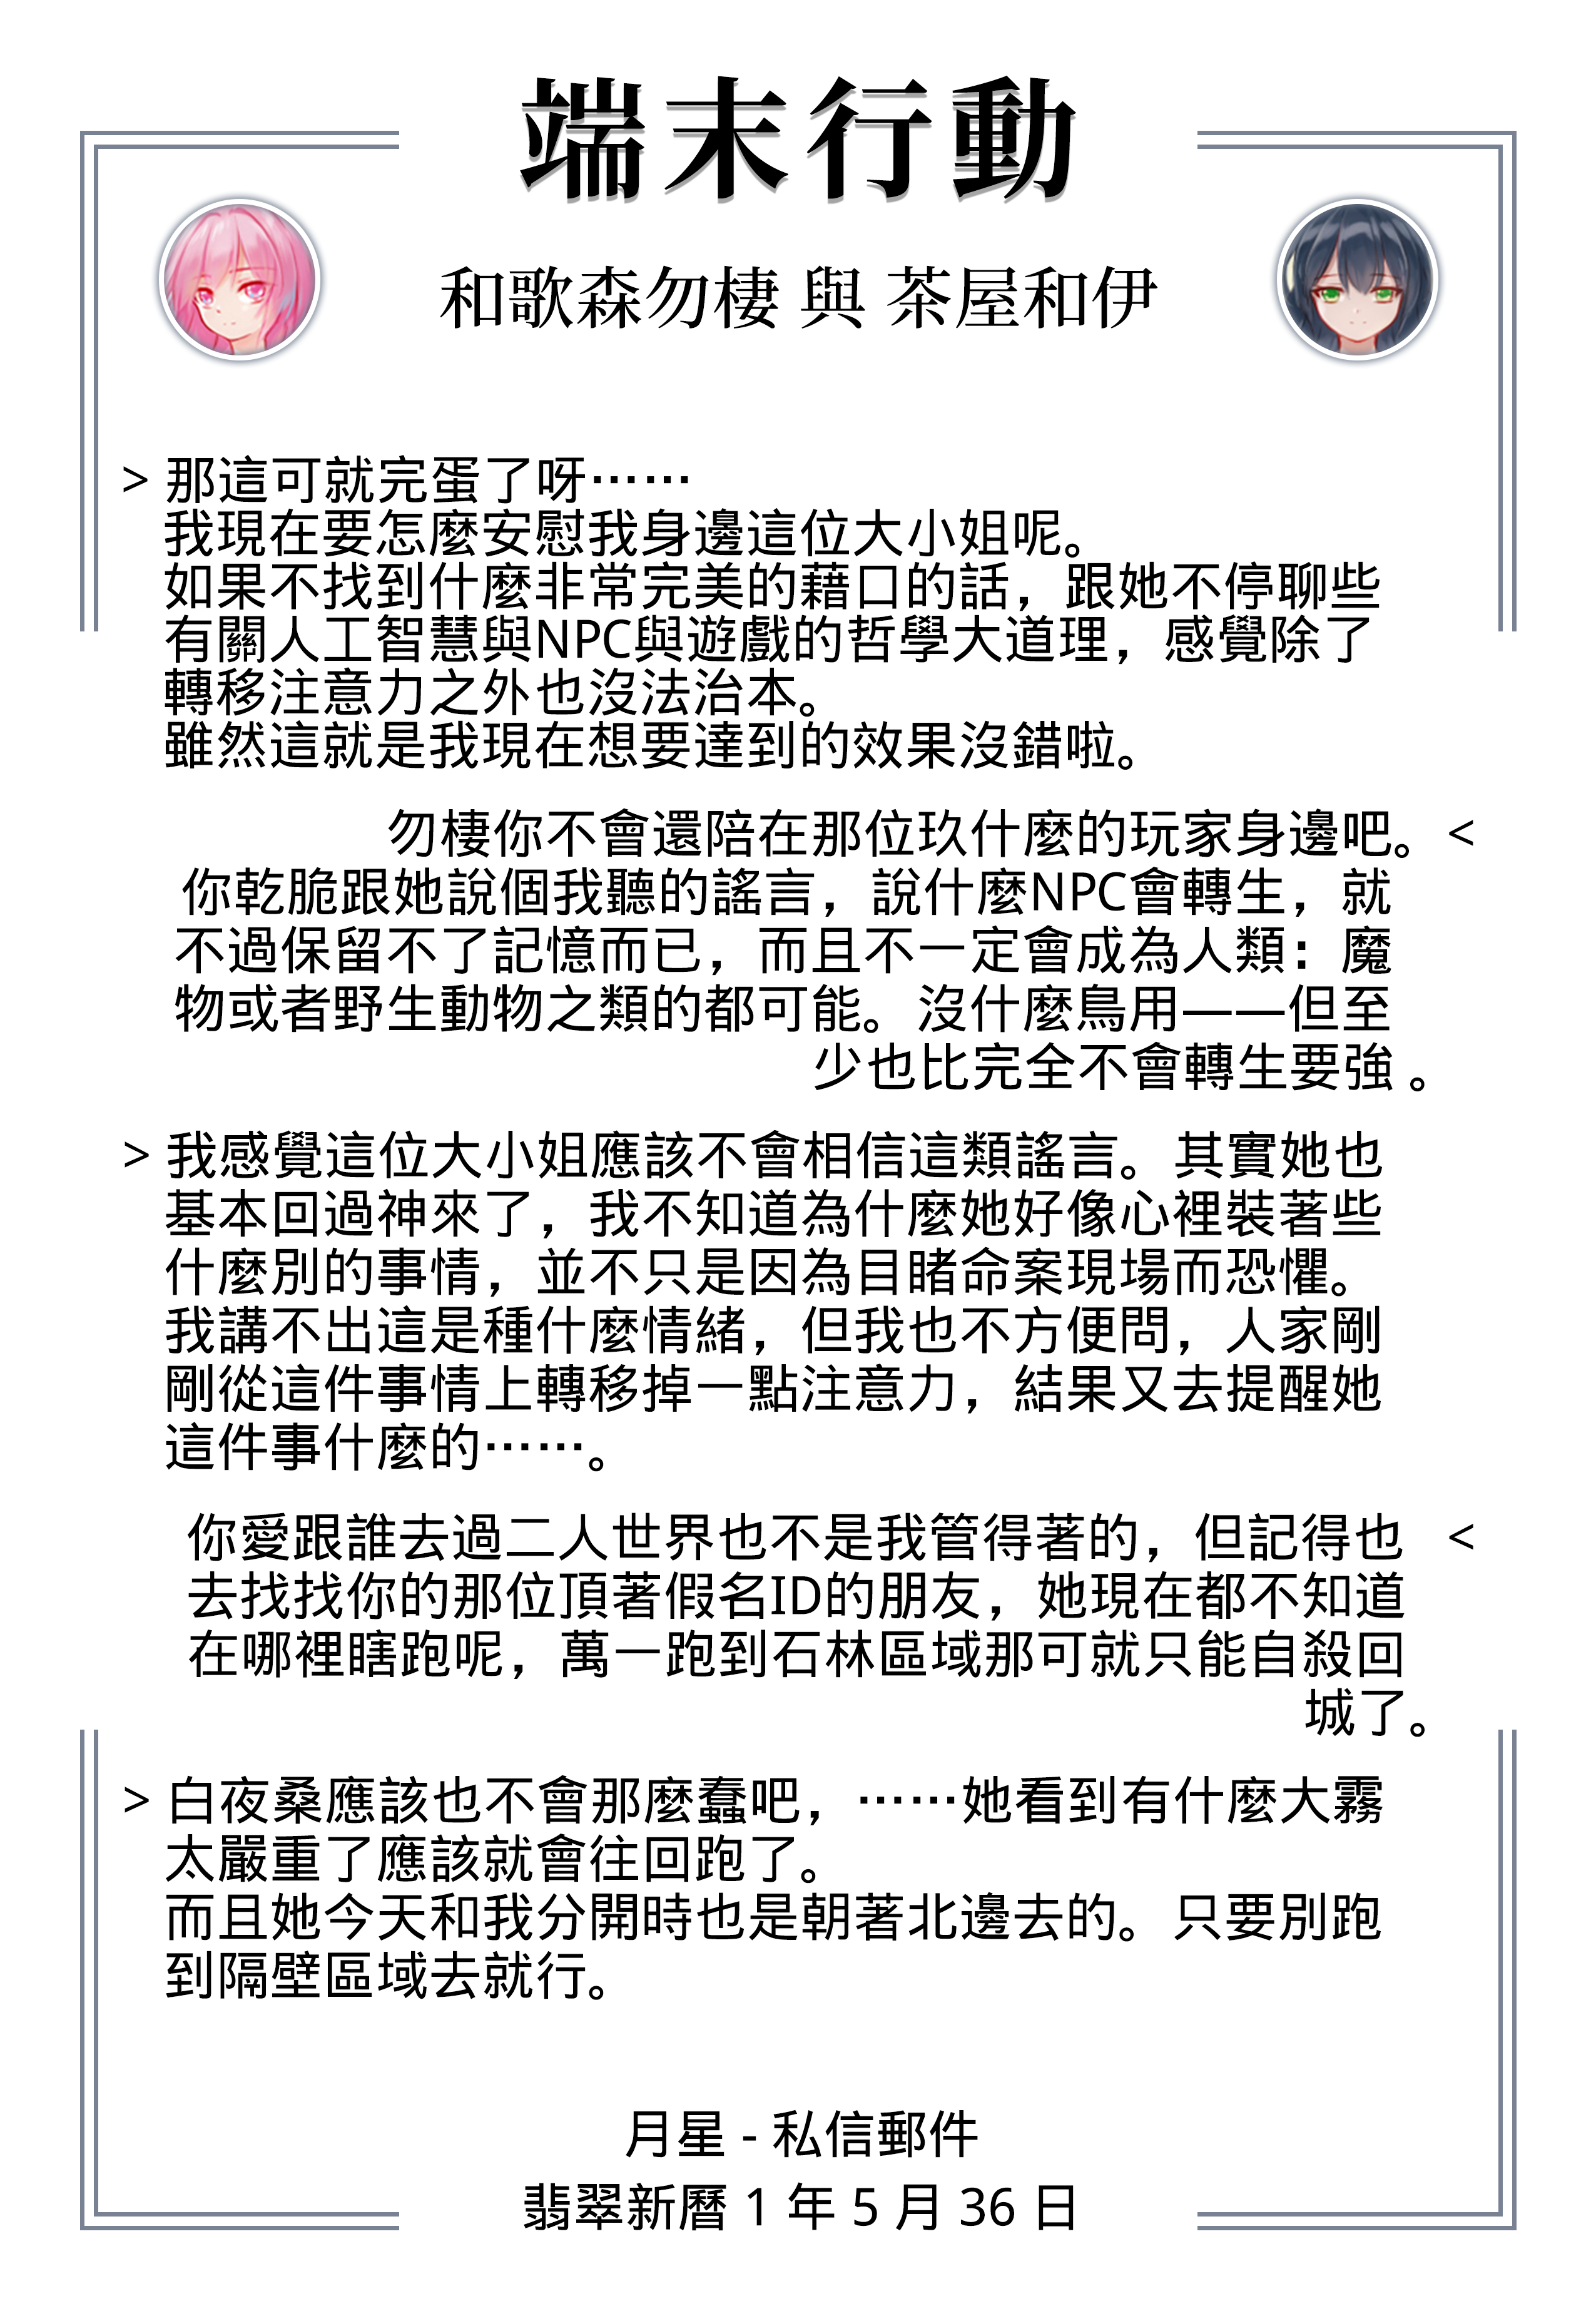 端末行動
和歌森勿棲 與 茶屋和伊
> 那這可就完蛋了呀……
我現在要怎麼安慰我身邊這位大小姐呢。
如果不找到什麼非常完美的藉口的話，跟她不停聊些
有關人工智慧與NPC與遊戲的哲學大道理，感覺除了
轉移注意力之外也沒法治本。
雖然這就是我現在想要達到的效果沒錯啦。
勿棲你不會還陪在那位玖什麼的玩家身邊吧。 <
你乾脆跟她說個我聽的謠言，說什麼NPC會轉生，就
不過保留不了記憶而已，而且不一定會成為人類：魔
物或者野生動物之類的都可能。沒什麼鳥用——但至
少也比完全不會轉生要強 。
> 我感覺這位大小姐應該不會相信這類謠言。其實她也
基本回過神來了，我不知道為什麼她好像心裡裝著些
什麼別的事情，並不只是因為目睹命案現場而恐懼。
我講不出這是種什麼情緒，但我也不方便問，人家剛
剛從這件事情上轉移掉一點注意力，結果又去提醒她
這件事什麼的……。
你愛跟誰去過二人世界也不是我管得著的，但記得也 <
去找找你的那位頂著假名ID的朋友，她現在都不知道
在哪裡瞎跑呢，萬一跑到石林區域那可就只能自殺回
城了。
> 白夜桑應該也不會那麼蠢吧，……她看到有什麼大霧
太嚴重了應該就會往回跑了。
而且她今天和我分開時也是朝著北邊去的。只要別跑
到隔壁區域去就行。
月星 - 私信郵件
翡翠新曆 1 年 5 月 36 日